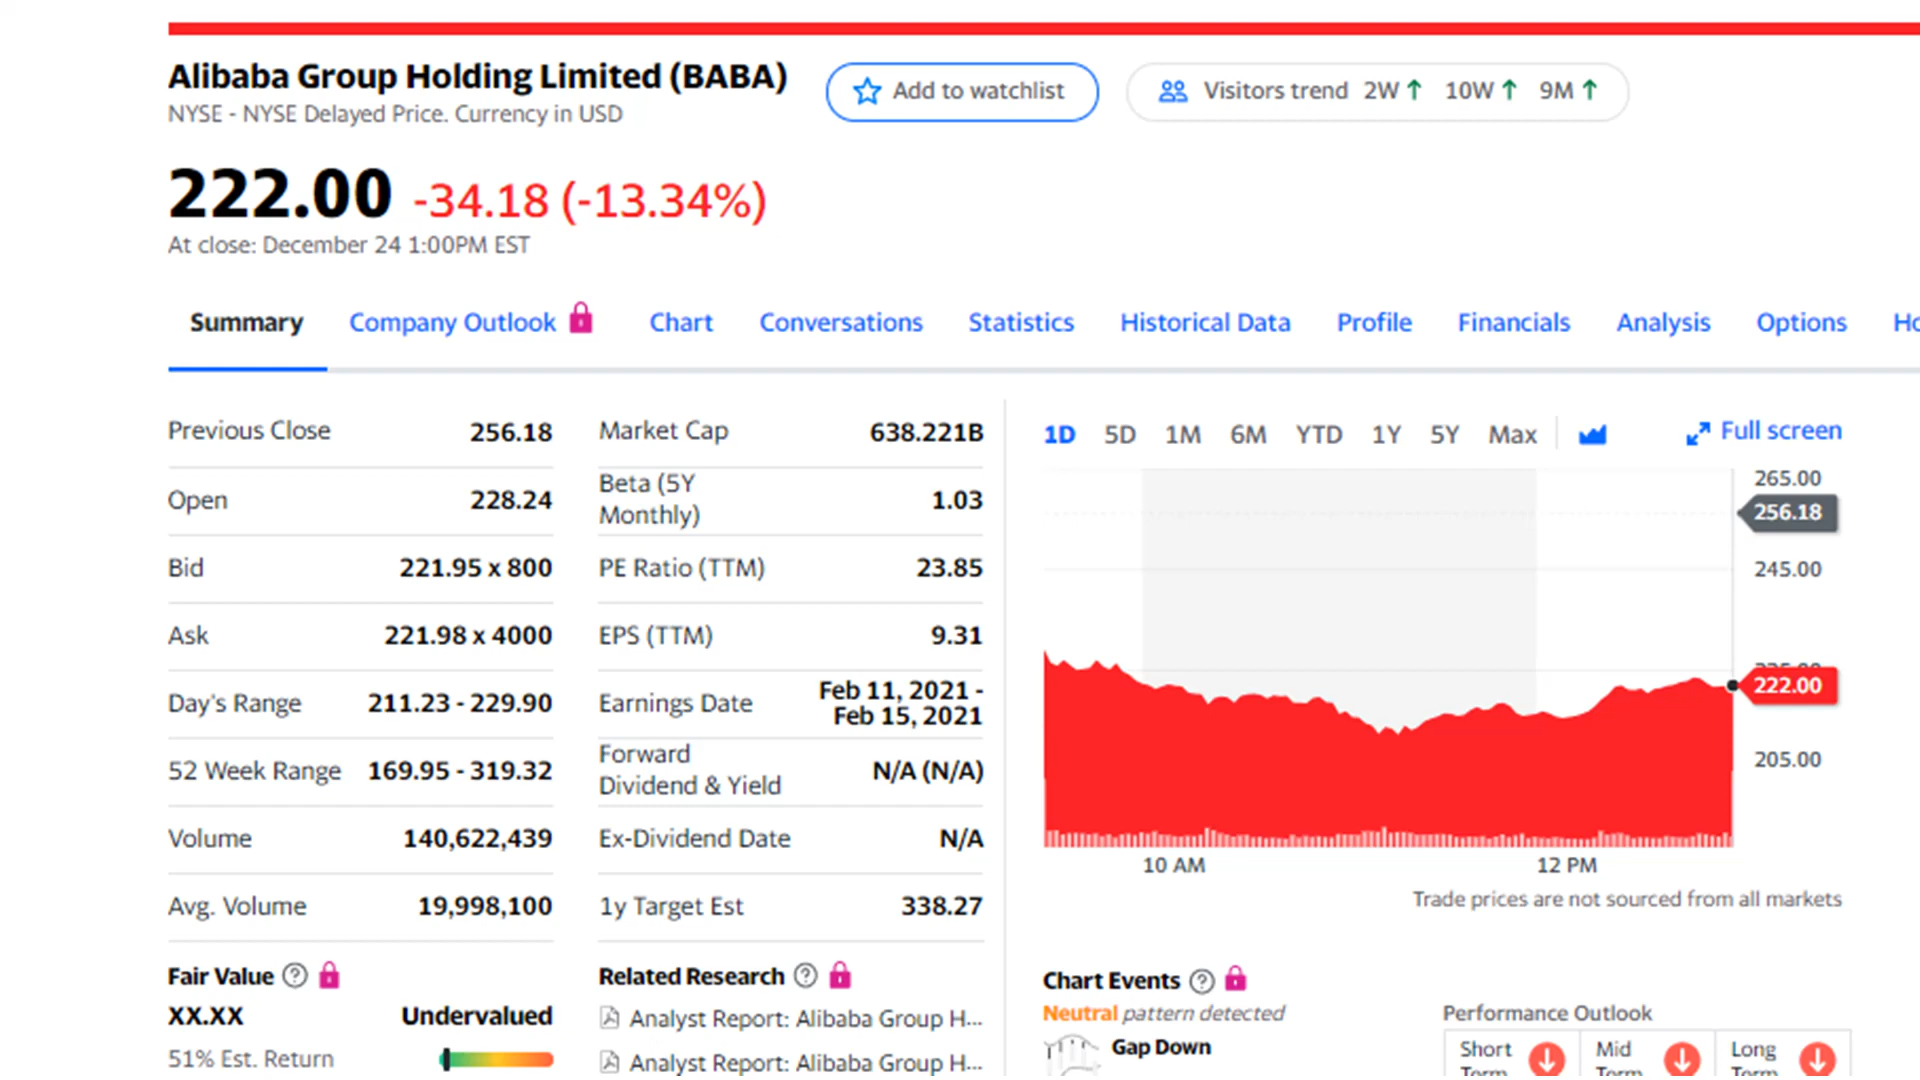 Alibaba Group Holding Limited (BABA)
NYSE - NYSE Delayed Price. Currency in USD
Add to watchlist
Visitors trend 2W 10W 9M
222.00 -34.18 (-13.34%)
At close: December 24 1:00PM EST
Summary Company Outlook Chart Conversations Statistics Historical Data Profile Financials Analysis Options
Previous Close 256.18
Open 228.24
Bid 221.95 x 800
Ask 221.98 x 4000
Day's Range 211.23 - 229.90
52 Week Range 169.95 - 319.32
Volume 140,622,439
Avg. Volume 19,998,100
Market Cap 638.221B
Beta (5Y
Monthly) 1.03
PE Ratio (TTM) 23.85
EPS (TTM) 9.31
Earnings Date Feb 11, 2021 -
Feb 15, 2021
Forward
Dividend & Yield N/A (N/A)
Ex-Dividend Date N/A
1y Target Est 338.27
1D 5D 1M 6M YTD 1Y 5Y Max Full screen
265.00
256.18
245.00
222.00
205.00
10 AM 12 PM
Trade prices are not sourced from all markets
Fair Value
XX.XX Undervalued
51% Est. Return
Related Research
Analyst Report: Alibaba Group H...
Analyst Report: Alibaba Group H...
Chart Events
Neutral pattern detected
Gap Down
Performance Outlook
Short
Term
Mid
Term
Long
Term